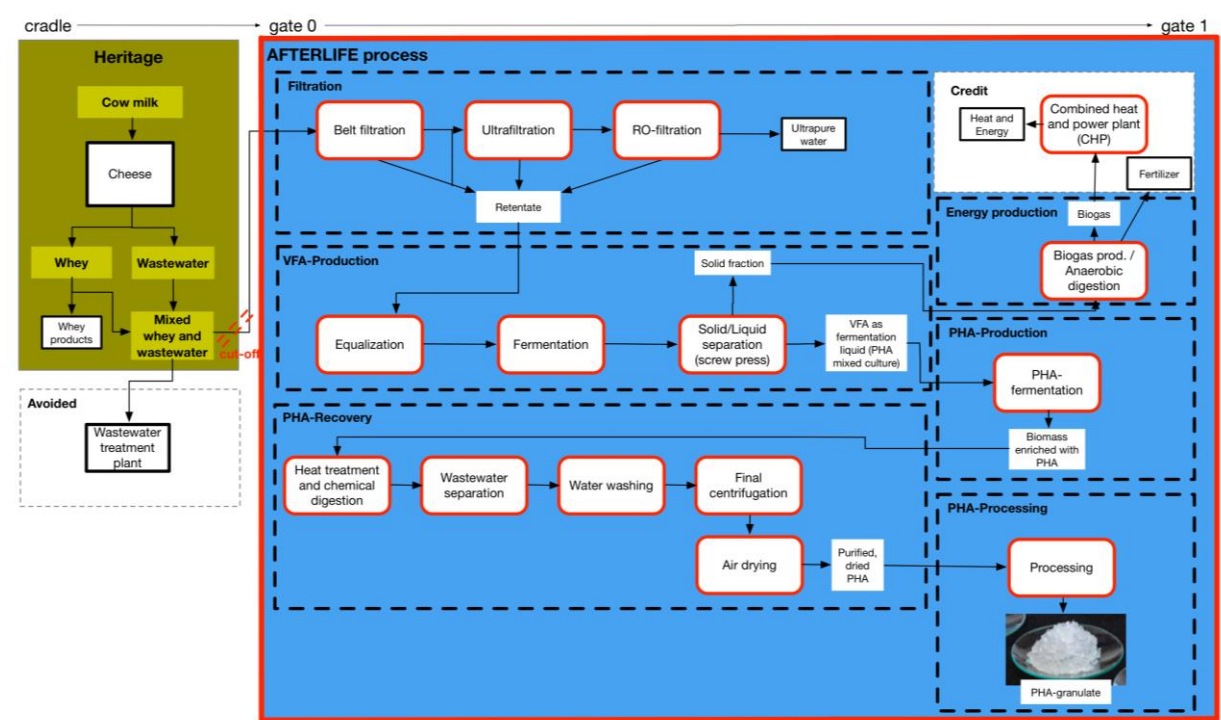 cradle
gate 0
gate 1
Heritage
Cow milk
Cheese
Whey
Wastewater
Whey
products
Mixed
whey and
wastewater
cut-off
Avoided
Wastewater
treatment
plant
AFTERLIFE process
Filtration
Belt filtration
Ultrafiltration
RO-filtration
Ultrapure
water
Retentate
Credit
Heat and
Energy
Combined heat
and power plant
(CHP)
Fertilizer
Energy production
Biogas
Biogas prod. /
Anaerobic
digestion
VFA-Production
Solid fraction
Equalization
Fermentation
Solid/Liquid
separation
(screw press)
VFA as
fermentation
liquid (PHA
mixed culture)
PHA-Production
PHA-
fermentation
Biomass
enriched with
PHA
PHA-Recovery
Heat treatment
and chemical
digestion
Wastewater
separation
Water washing
Final
centrifugation
Air drying
Purified,
dried
PHA
PHA-Processing
Processing
PHA-granulate